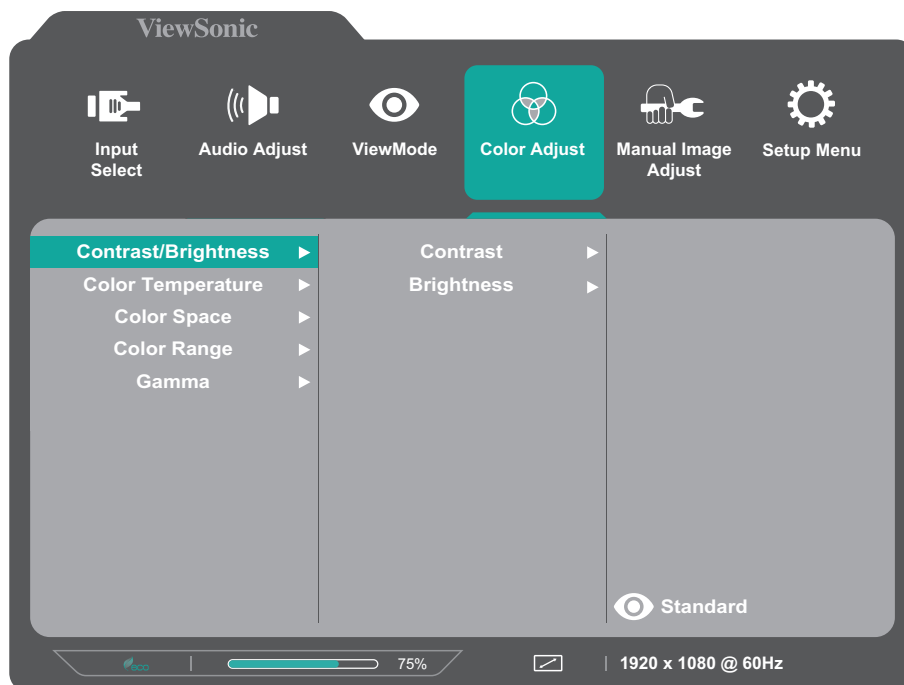 ViewSonic
Input
Select
Audio Adjust
ViewMode
Color Adjust
Manual Image
Adjust
Setup Menu
Contrast/Brightness
Color Temperature
Color Space
Color Range
Gamma
Contrast
Brightness
Standard
eco
75%
1920 x 1080 @ 60Hz